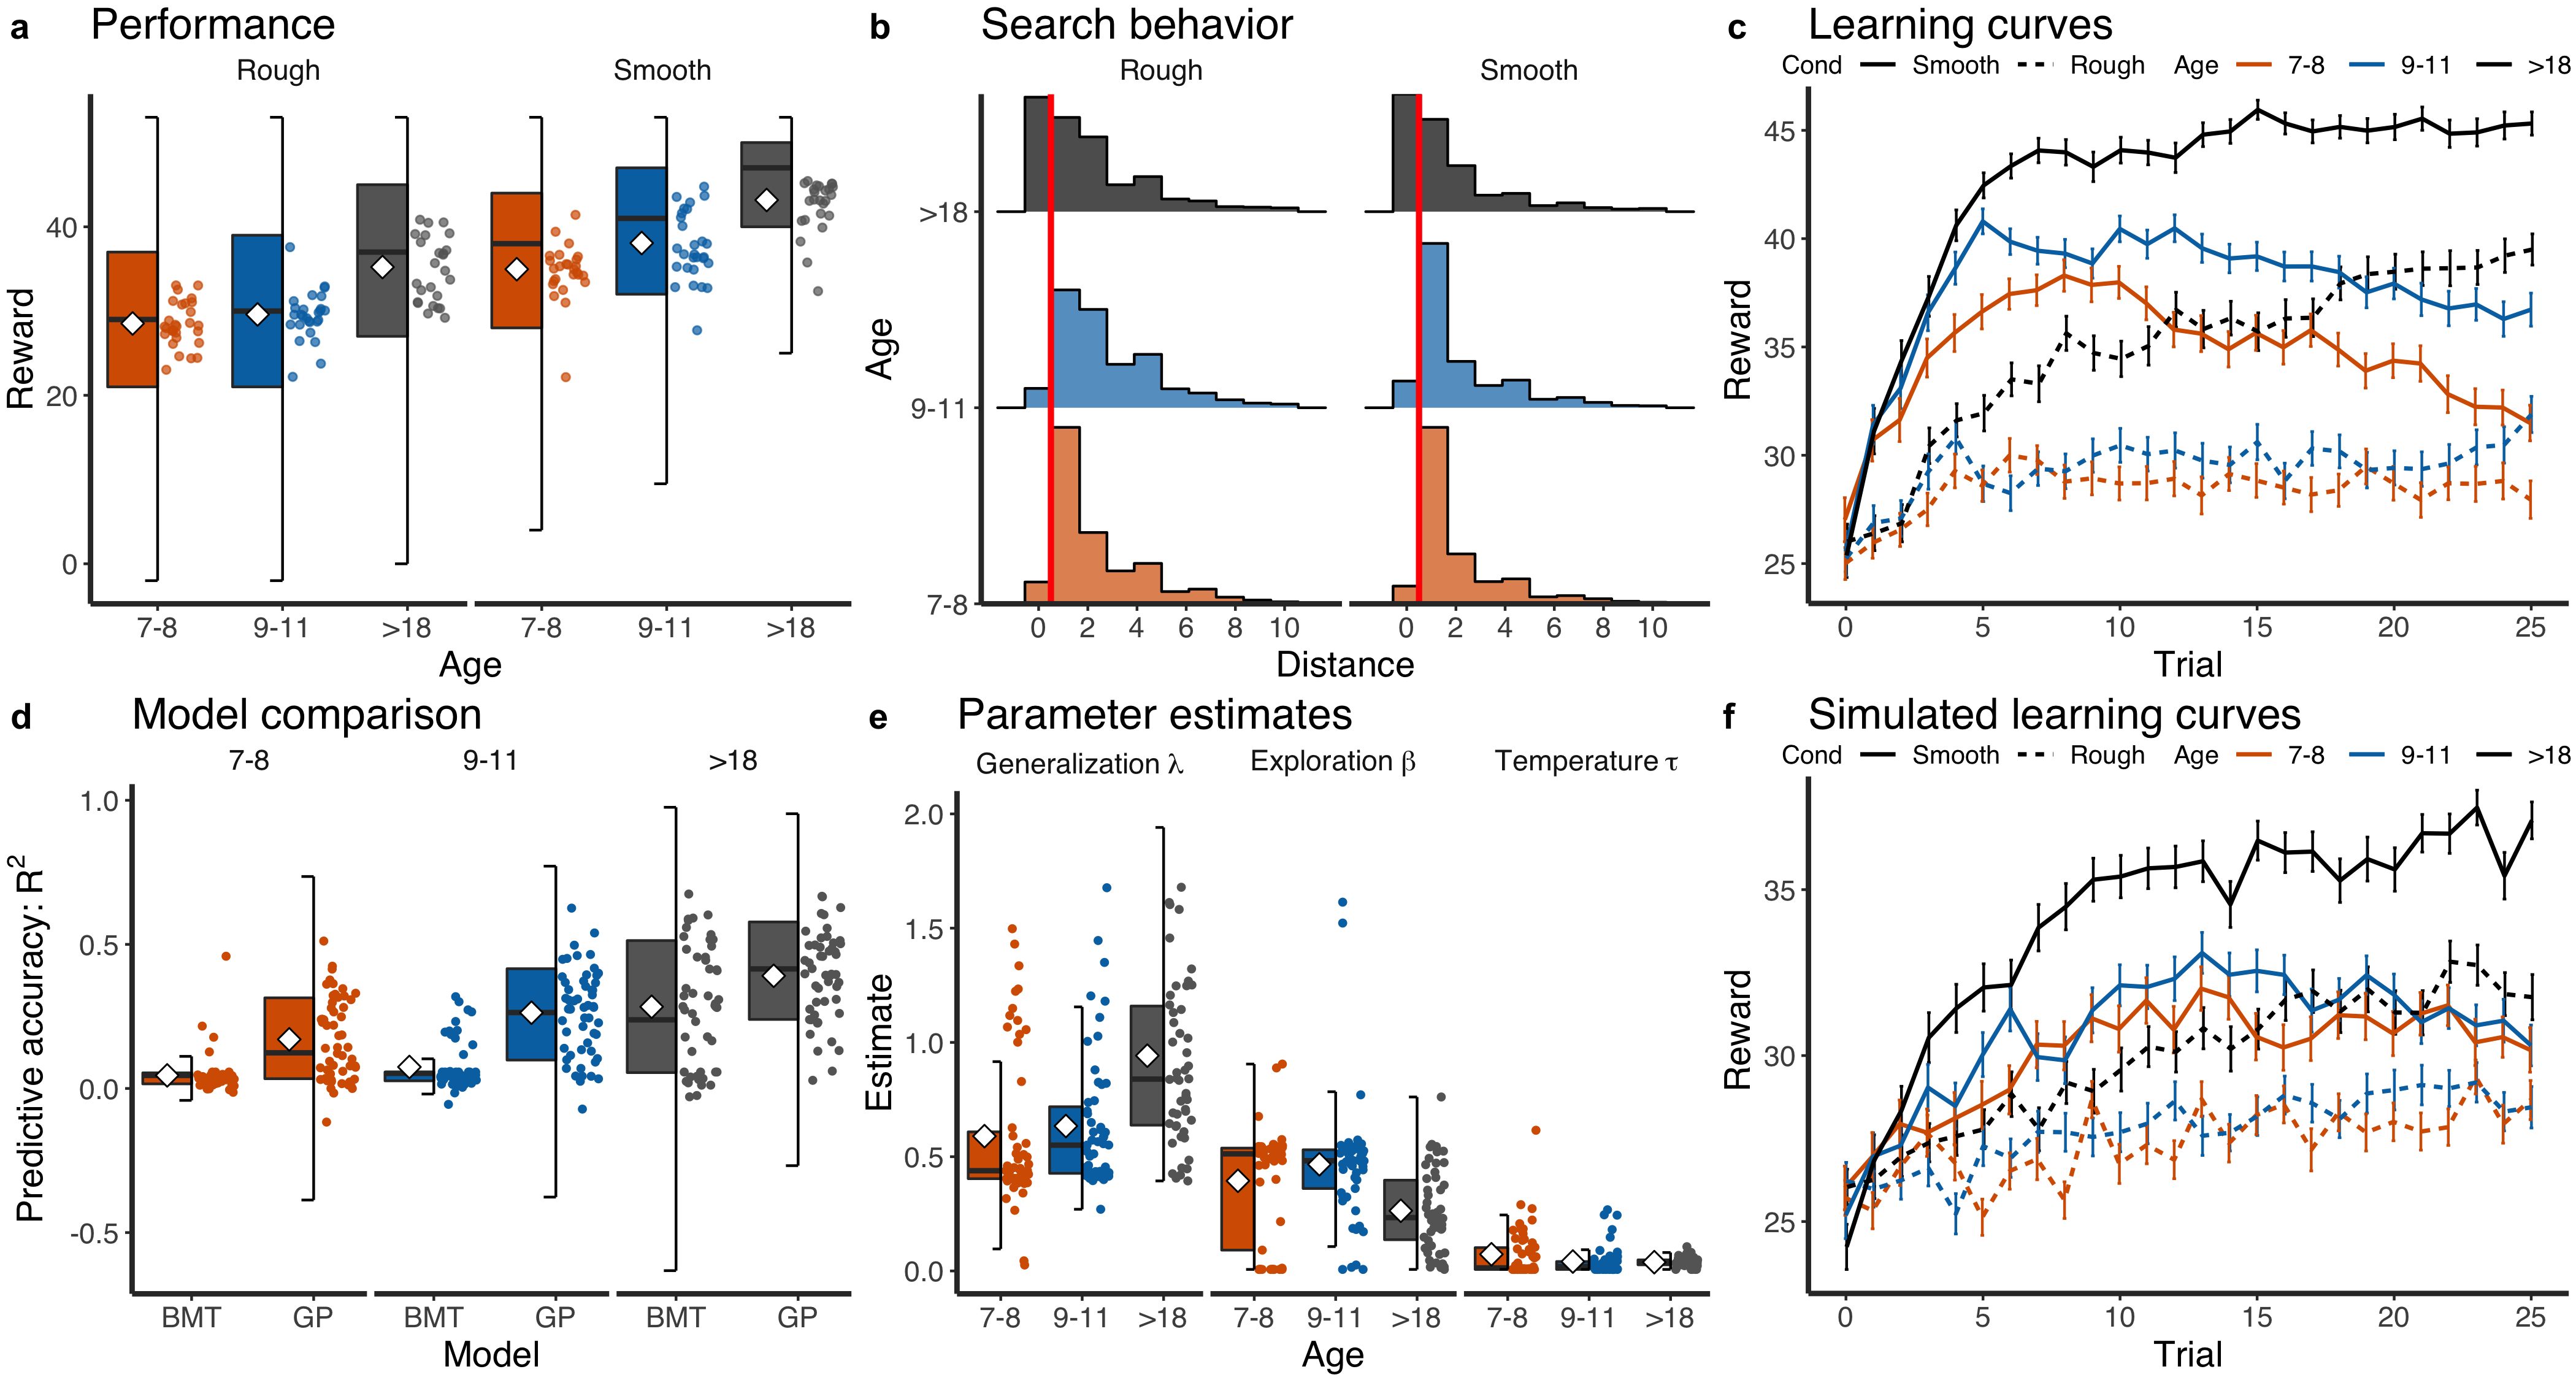 a Performance
Rough Smooth
Reward
40
20
0
7-8 9-11 >18 7-8 9-11 >18
Age
b Search behavior
Rough Smooth
Age
>18
9-11
7-8
0 2 4 6 8 10 0 2 4 6 8 10
Distance
c Learning curves
Cond Smooth Rough Age 7-8 9-11 >18
Reward
45
40
35
30
25
0 5 10 15 20 25
Trial
d Model comparison
7-8 9-11 >18
Predictive accuracy: R²
1.0
0.5
0.0
-0.5
BMT GP BMT GP BMT GP
Model
e Parameter estimates
Generalization λ Exploration β Temperature τ
Estimate
2.0
1.5
1.0
0.5
0.0
7-8 9-11 >18 7-8 9-11 >18 7-8 9-11 >18
Age
f Simulated learning curves
Cond Smooth Rough Age 7-8 9-11 >18
Reward
35
30
25
0 5 10 15 20 25
Trial